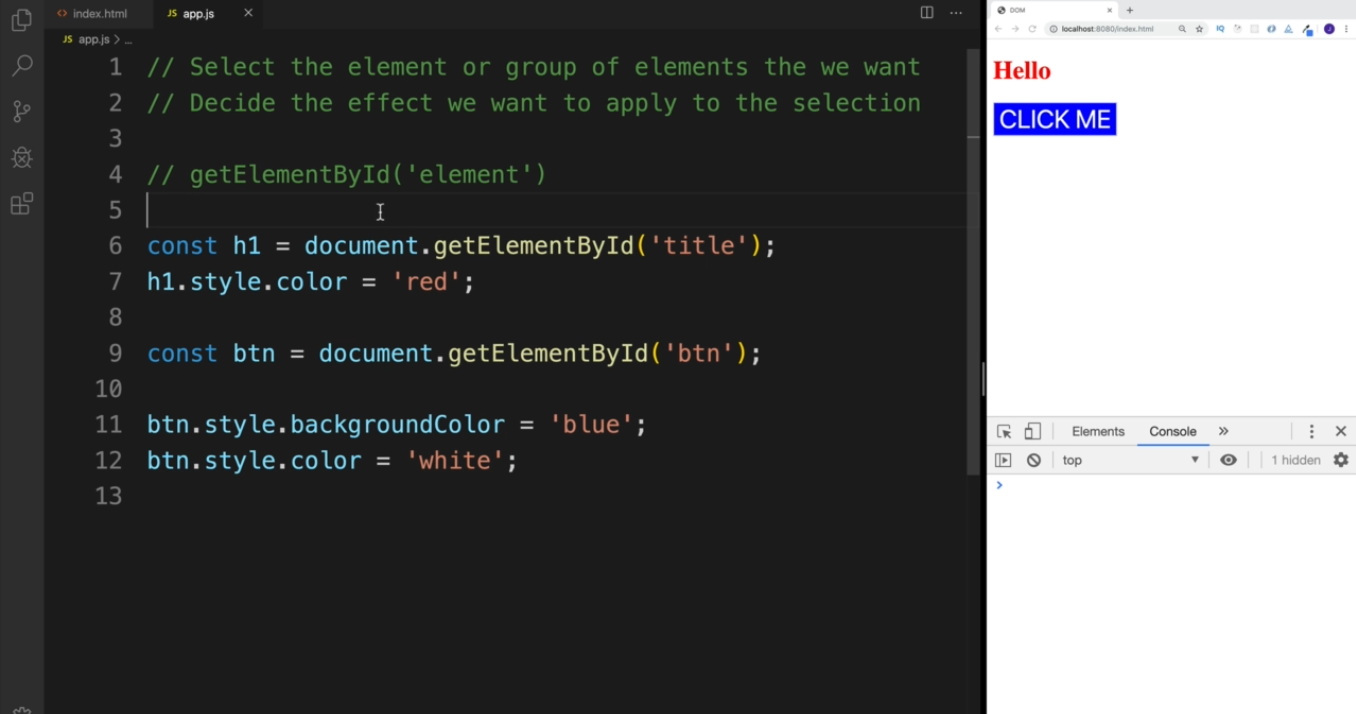 index.html
JS app.js
JS app.js > ...
1 // Select the element or group of elements the we want
2 // Decide the effect we want to apply to the selection
3
4 // getElementById('element')
5
6 const h1 = document.getElementById('title');
7 h1.style.color = 'red';
8
9 const btn = document.getElementById('btn');
10
11 btn.style.backgroundColor = 'blue';
12 btn.style.color = 'white';
13
DOM
localhost:8080/index.html
Hello
CLICK ME
Elements Console
top
1 hidden